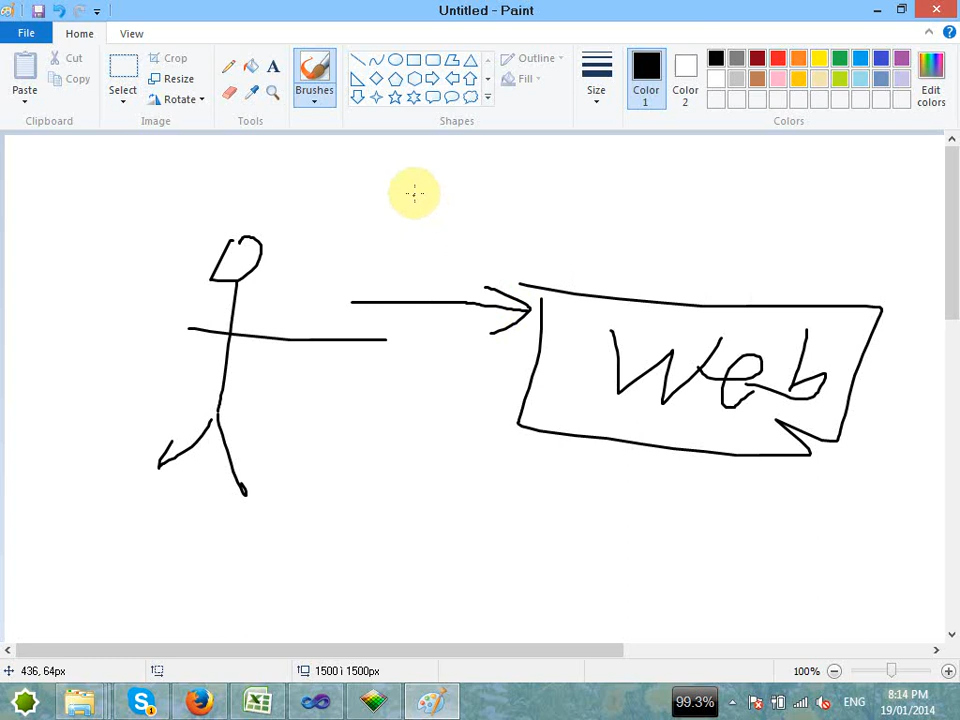 Untitled - Paint
File Home View
Cut
Copy
Paste
Clipboard
Select
Crop
Resize
Rotate
Image
Tools
Brushes
Outline
Fill
Shapes
Size
Color 1
Color 2
Edit colors
Colors
Web
436, 64px
1500 i 1500px
100%
99.3%
ENG
8:14 PM
19/01/2014